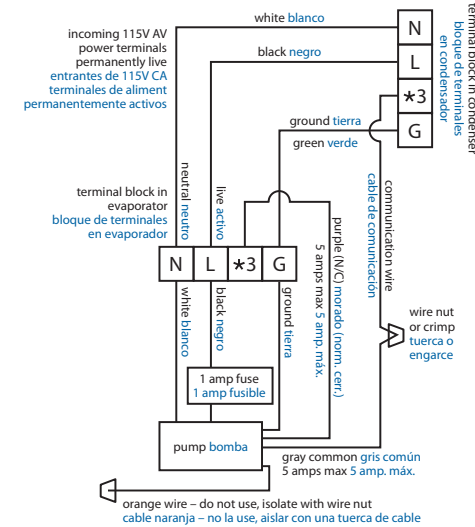 white blanco
N
incoming 115V AV
power terminals
permanently live
entrantes de 115V CA
terminales de aliment
permanentemente activos
black negro
L
*3
ground tierra
G
green verde
terminal block in condenser
bloque de terminales
en condensador
terminal block in
evaporator
bloque de terminales
en evaporador
neutral neutro
live activo
N L *3 G
communication wire
cable de comunicación
purple (N/C) morado (norm. cerr.)
5 amps max 5 amp. máx.
white blanco
black negro
ground tierra
wire nut
or crimp
tuerca o
engarce
1 amp fuse
1 amp fusible
pump bomba
gray common gris común
5 amps max 5 amp. máx.
orange wire – do not use, isolate with wire nut
cable naranja – no la use, aislar con una tuerca de cable